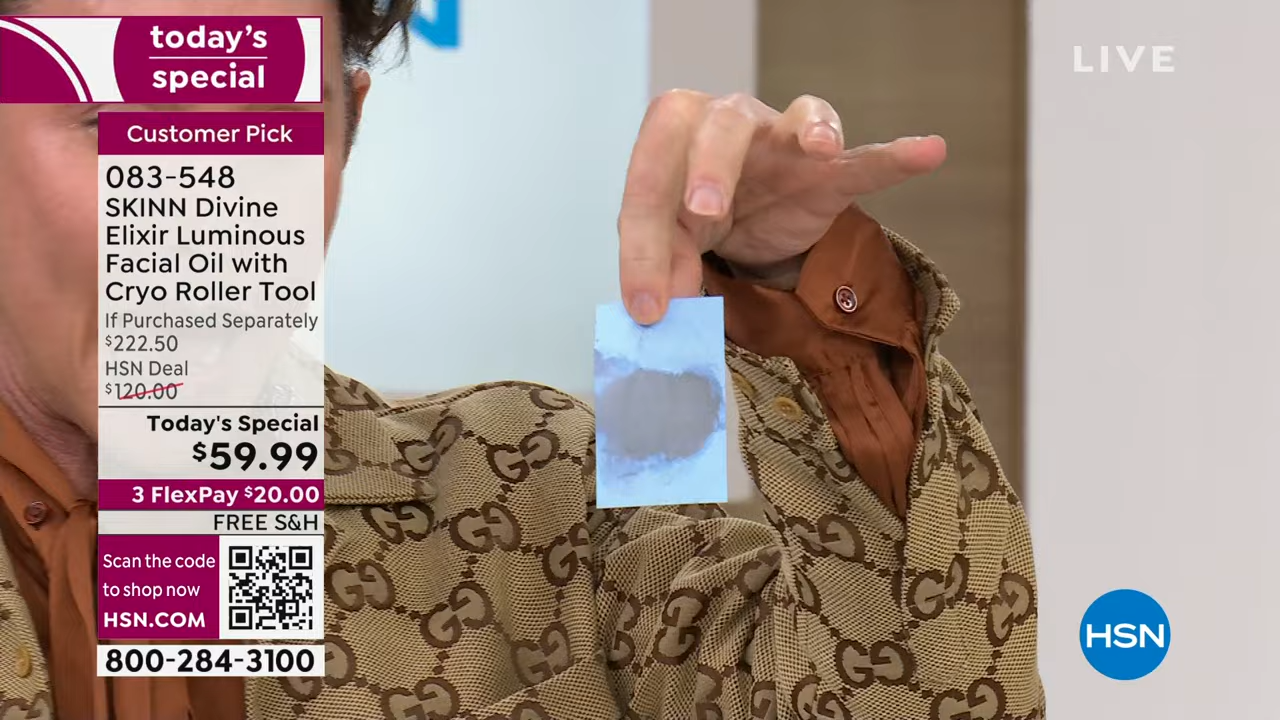 today's
special
Customer Pick
083-548
SKINN Divine
Elixir Luminous
Facial Oil with
Cryo Roller Tool
If Purchased Separately
$222.50
HSN Deal
$120.00
Today's Special
$59.99
3 FlexPay $20.00
FREE S&H
Scan the code
to shop now
HSN.COM
800-284-3100
LIVE
HSN